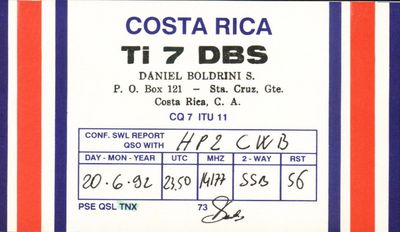 COSTA RICA
Ti 7 DBS
DANIEL BOLDRINI S.
P. O. Box 121 — Sta. Cruz, Gte.
Costa Rica, C. A.
CQ 7 ITU 11
CONF. SWL REPORT
QSO WITH HP2 CWB
DAY - MON - YEAR UTC MHZ 2 - WAY RST
20.6.92 2350 14177 SSB 56
PSE QSL TNX 73